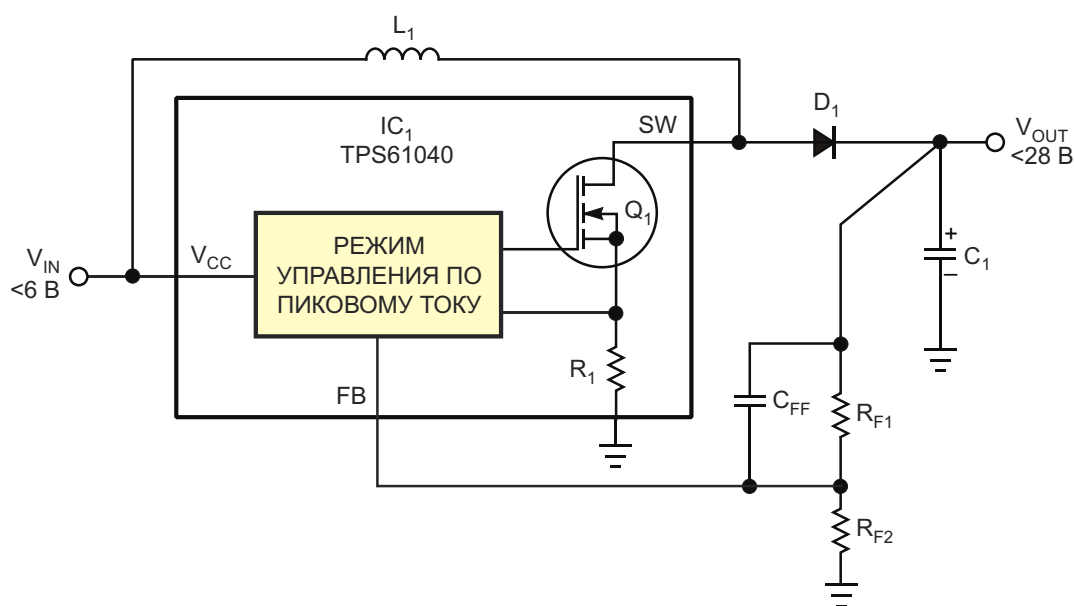 L1
D1
VOUT
<28 В
IC1
TPS61040
SW
Q1
VIN
<6 В
VCC
РЕЖИМ
УПРАВЛЕНИЯ ПО
ПИКОВОМУ ТОКУ
+
–
C1
R1
FB
CFF
RF1
RF2